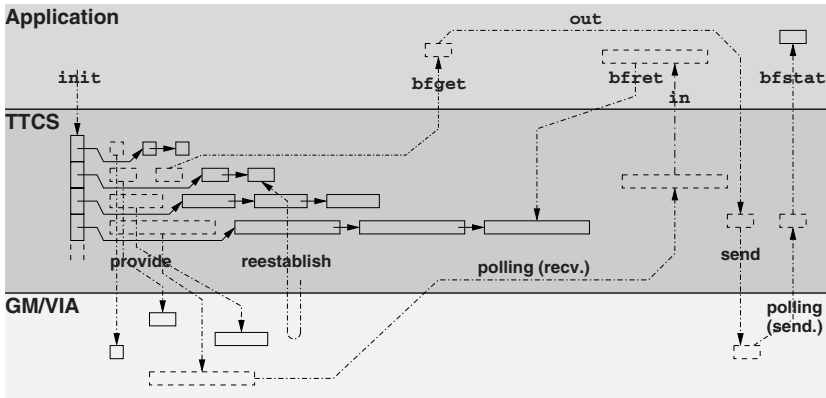 Application
out
init
bfget
bfret
bfstat
in
TTCS
provide
reestablish
polling (recv.)
send
GM/VIA
polling
(send.)